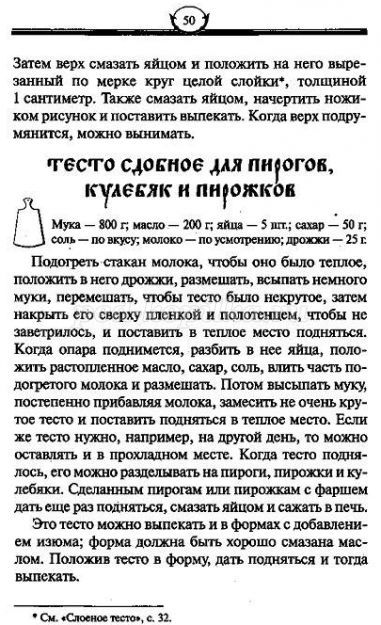 50
Затем верх смазать яйцом и положить на него выре-
занный по мерке круг целой слойки*, толщиной
1 сантиметр. Также смазать яйцом, начертить ножи-
ком рисунок и поставить выпекать. Когда верх подру-
мянится, можно вынимать.
ТЕСТО СДОБНОЕ ДЛЯ ПИРОГОВ,
КУЛЕБЯК И ПИРОЖКОВ
Мука — 800 г; масло — 200 г; яйца — 5 шт.; сахар — 50 г;
соль — по вкусу; молоко — по усмотрению; дрожжи — 25 г.
Подогреть стакан молока, чтобы оно было теплое,
положить в него дрожжи, размешать, всыпать немного
муки, перемешать, чтобы тесто было некрутое, затем
накрыть его сверху пленкой и полотенцем, чтобы не
заветрилось, и поставить в теплое место подняться.
Когда опара поднимется, разбить в нее яйца, поло-
жить растопленное масло, сахар, соль, влить часть по-
догретого молока и размешать. Потом высыпать муку,
постепенно прибавляя молока, замесить не очень кру-
тое тесто и поставить подняться в теплое место. Если
же тесто нужно, например, на другой день, то можно
оставлять и в прохладном месте. Когда тесто подня-
лось, его можно разделывать на пироги, пирожки и ку-
лебяки. Сделанным пирогам или пирожкам с фаршем
дать еще раз подняться, смазать яйцом и сажать в печь.
Это тесто можно выпекать и в формах с добавлени-
ем изюма; форма должна быть хорошо смазана мас-
лом. Положив тесто в форму, дать подняться и тогда
выпекать.
* См. «Слоеное тесто», с. 32.